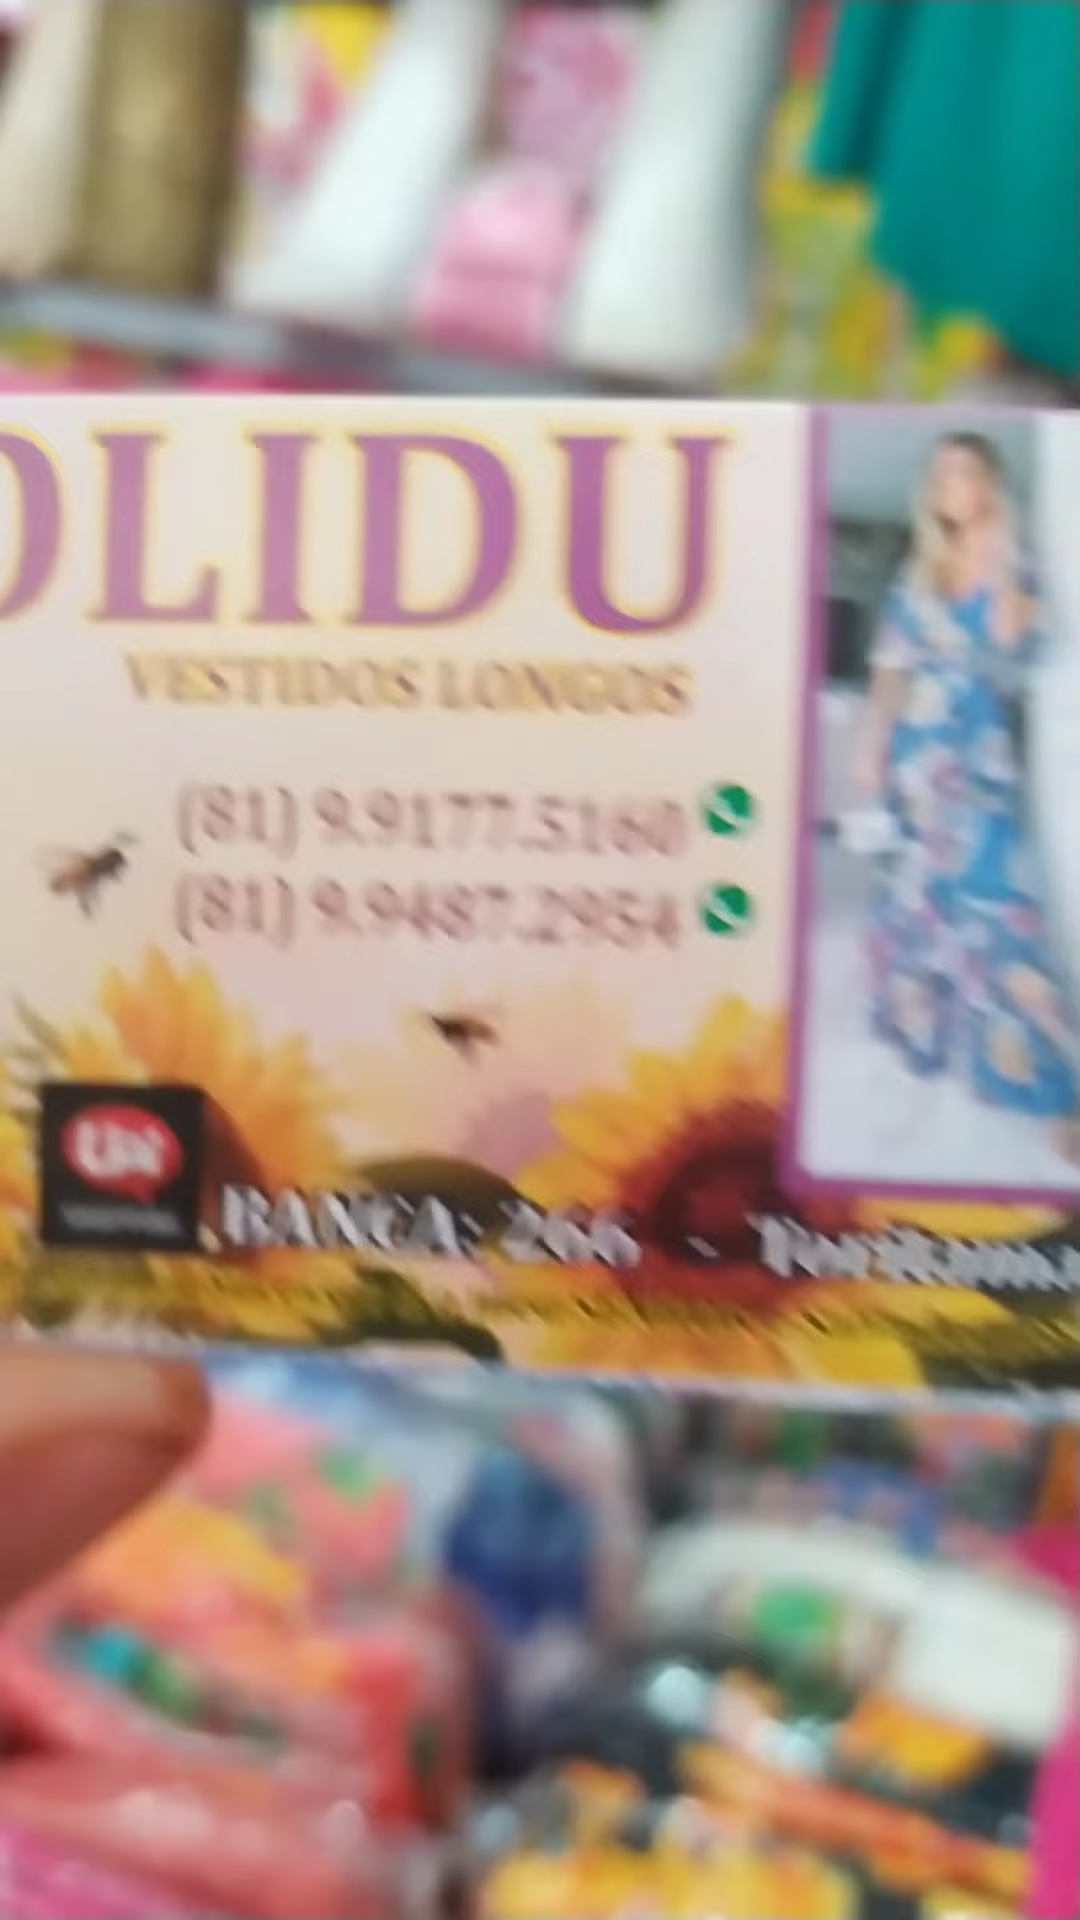 OLIDU
VESTIDOS LONGOS
(81) 9.9177.5160
(81) 9.9487.2954
BANCA: 266 -